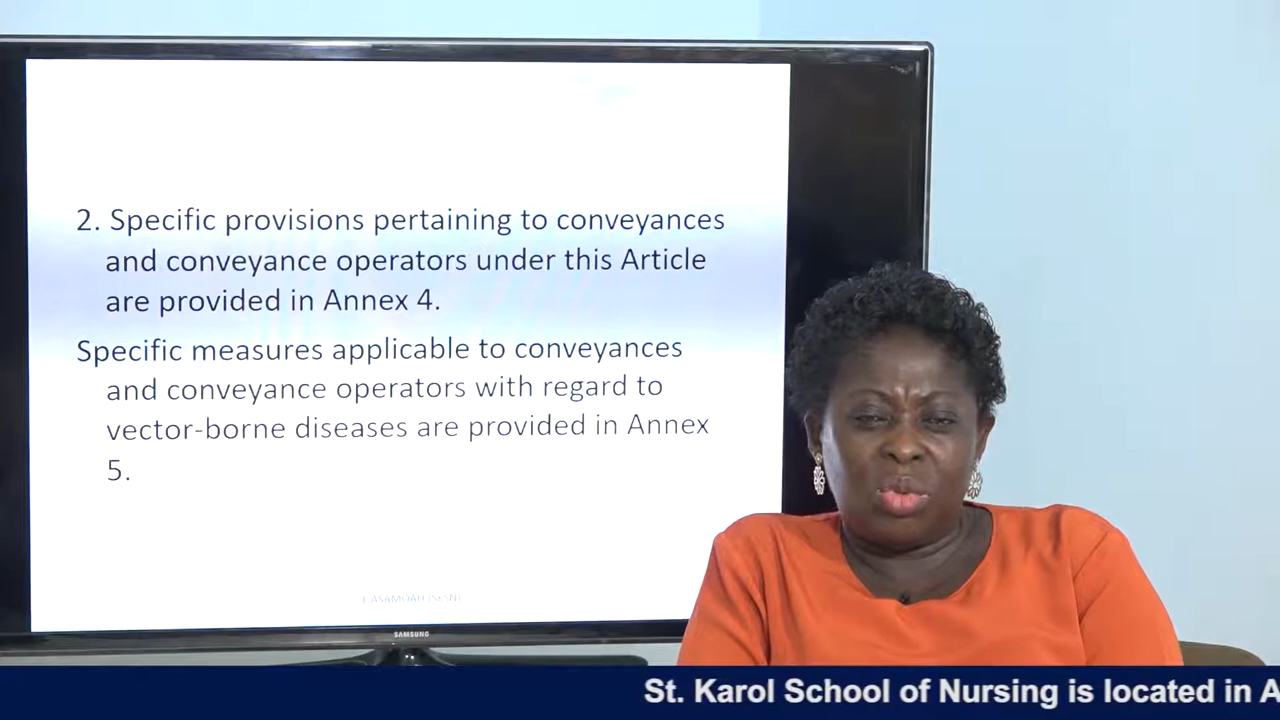 2. Specific provisions pertaining to conveyances
and conveyance operators under this Article
are provided in Annex 4.
Specific measures applicable to conveyances
and conveyance operators with regard to
vector-borne diseases are provided in Annex
5.
ASAMOAH (SKSN)
SAMSUNG
St. Karol School of Nursing is located in A